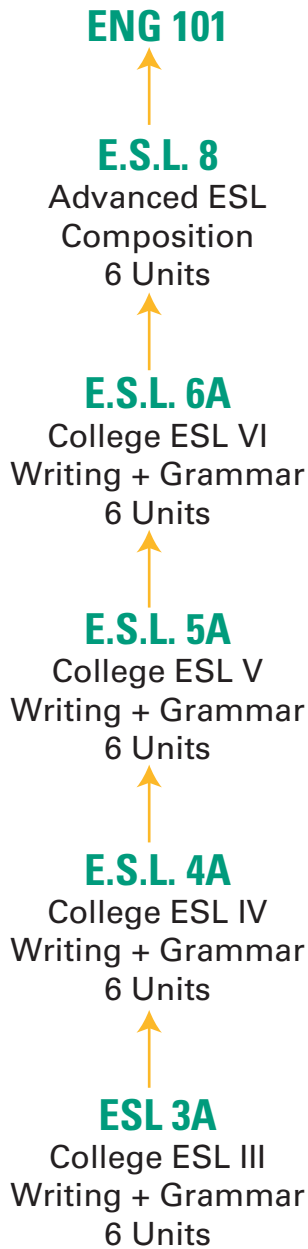 ENG 101
E.S.L. 8
Advanced ESL
Composition
6 Units
E.S.L. 6A
College ESL VI
Writing + Grammar
6 Units
E.S.L. 5A
College ESL V
Writing + Grammar
6 Units
E.S.L. 4A
College ESL IV
Writing + Grammar
6 Units
ESL 3A
College ESL III
Writing + Grammar
6 Units